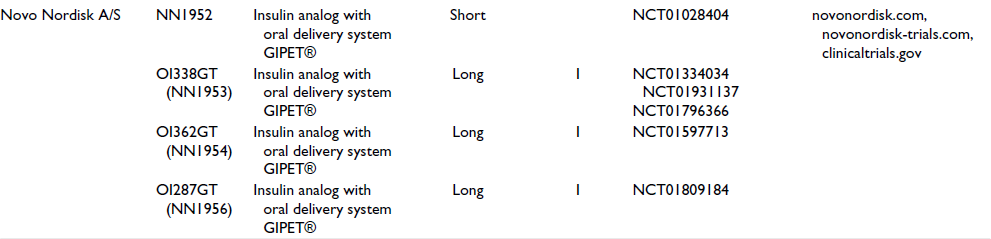 Novo Nordisk A/S NN1952 Insulin analog with Short NCT01028404 novonordisk.com,
oral delivery system novonordisk-trials.com,
GIPET® clinicaltrials.gov
OI338GT Insulin analog with Long I NCT01334034
(NN1953) oral delivery system NCT01931137
GIPET® NCT01796366
OI362GT Insulin analog with Long I NCT01597713
(NN1954) oral delivery system
GIPET®
OI287GT Insulin analog with Long I NCT01809184
(NN1956) oral delivery system
GIPET®